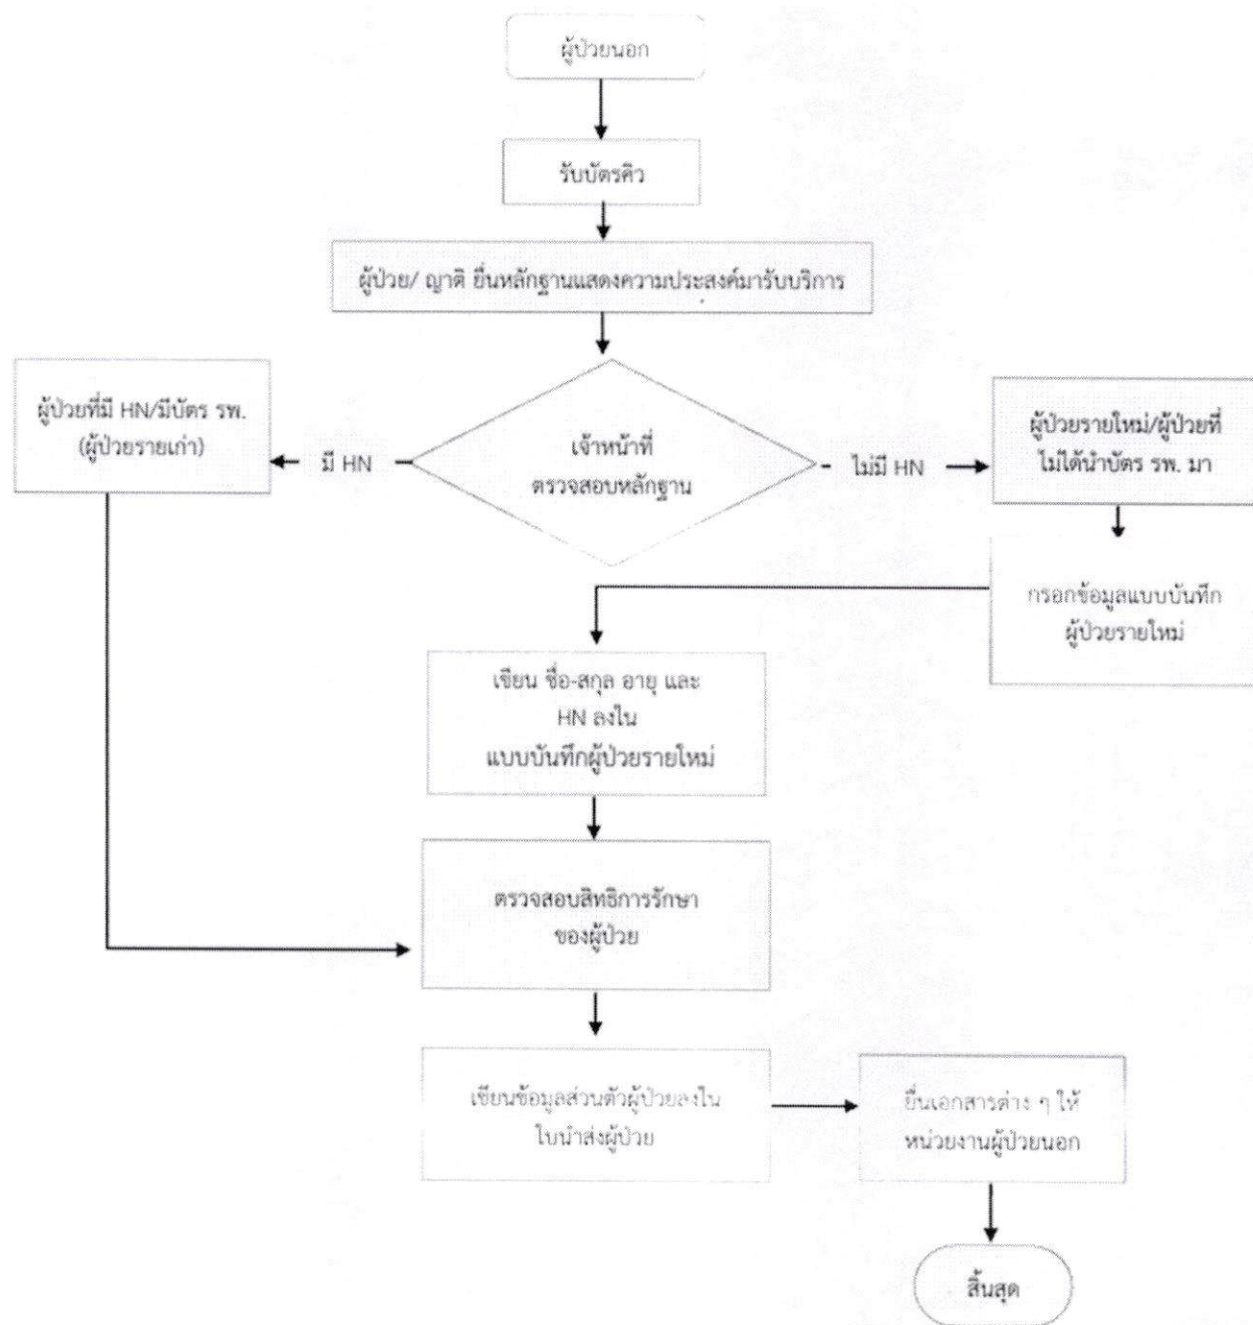 ผู้ป่วยนอก
รับบัตรคิว
ผู้ป่วย/ ญาติ ยื่นหลักฐานแสดงความประสงค์มารับบริการ
ผู้ป่วยที่มี HN/มีบัตร รพ.
(ผู้ป่วยรายเก่า)
มี HN
เจ้าหน้าที่
ตรวจสอบหลักฐาน
ไม่มี HN
ผู้ป่วยรายใหม่/ผู้ป่วยที่
ไม่ได้นำบัตร รพ. มา
กรอกข้อมูลแบบบันทึก
ผู้ป่วยรายใหม่
เขียน ชื่อ-สกุล อายุ และ
HN ลงใน
แบบบันทึกผู้ป่วยรายใหม่
ตรวจสอบสิทธิการรักษา
ของผู้ป่วย
เขียนข้อมูลส่วนตัวผู้ป่วยลงใน
ใบนำส่งผู้ป่วย
ยื่นเอกสารต่าง ๆ ให้
หน่วยงานผู้ป่วยนอก
สิ้นสุด